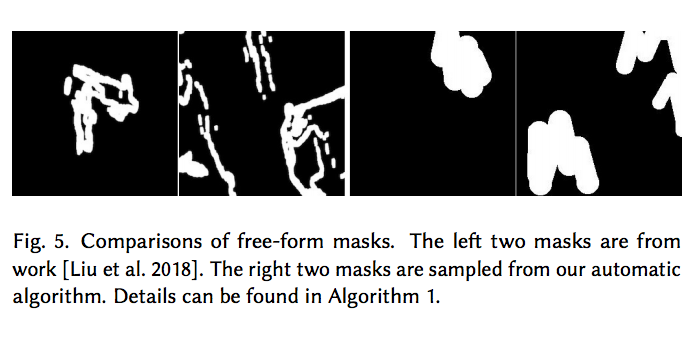 Fig. 5. Comparisons of free-form masks. The left two masks are from
work [Liu et al. 2018]. The right two masks are sampled from our automatic
algorithm. Details can be found in Algorithm 1.